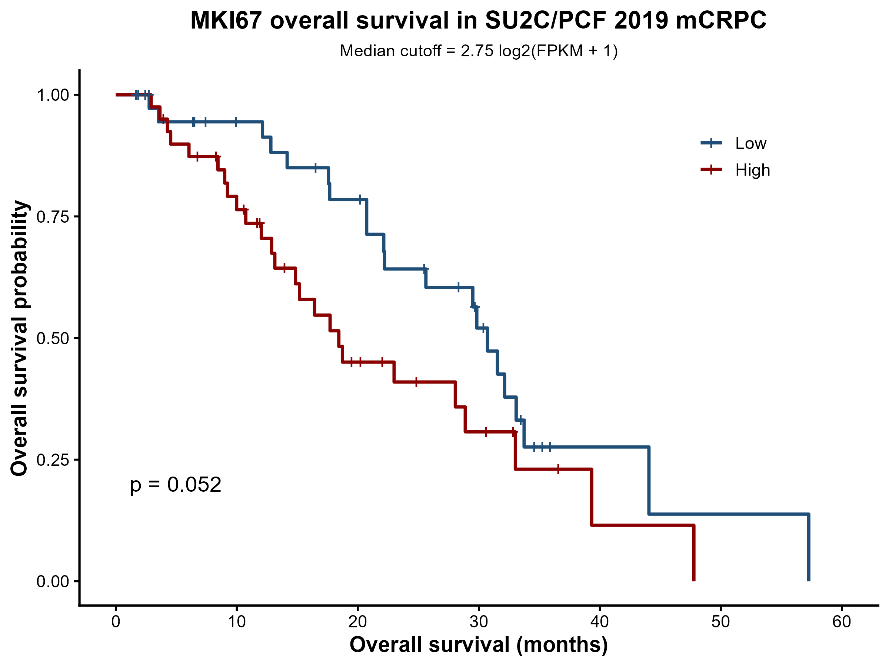 MKI67 overall survival in SU2C/PCF 2019 mCRPC
Median cutoff = 2.75 log2(FPKM + 1)
Overall survival probability
1.00
0.75
0.50
0.25
0.00
Low
High
p = 0.052
0 10 20 30 40 50 60
Overall survival (months)